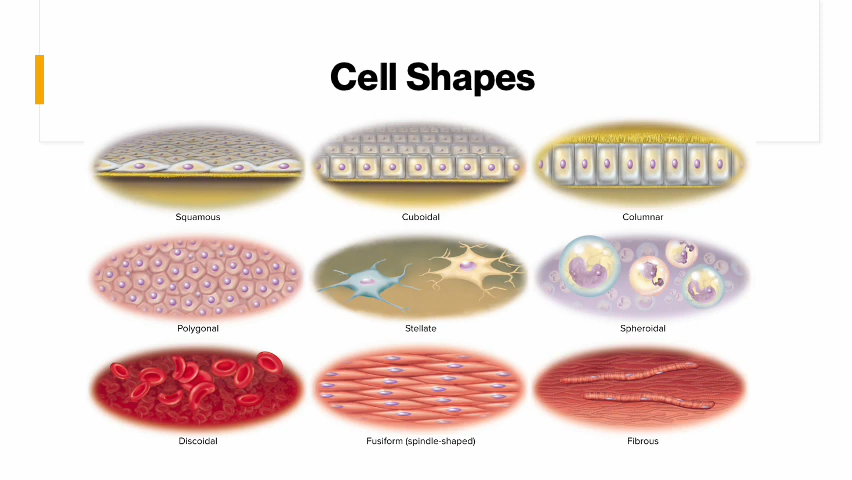 Cell Shapes
Squamous
Cuboidal
Columnar
Polygonal
Stellate
Spheroidal
Discoidal
Fusiform (spindle-shaped)
Fibrous